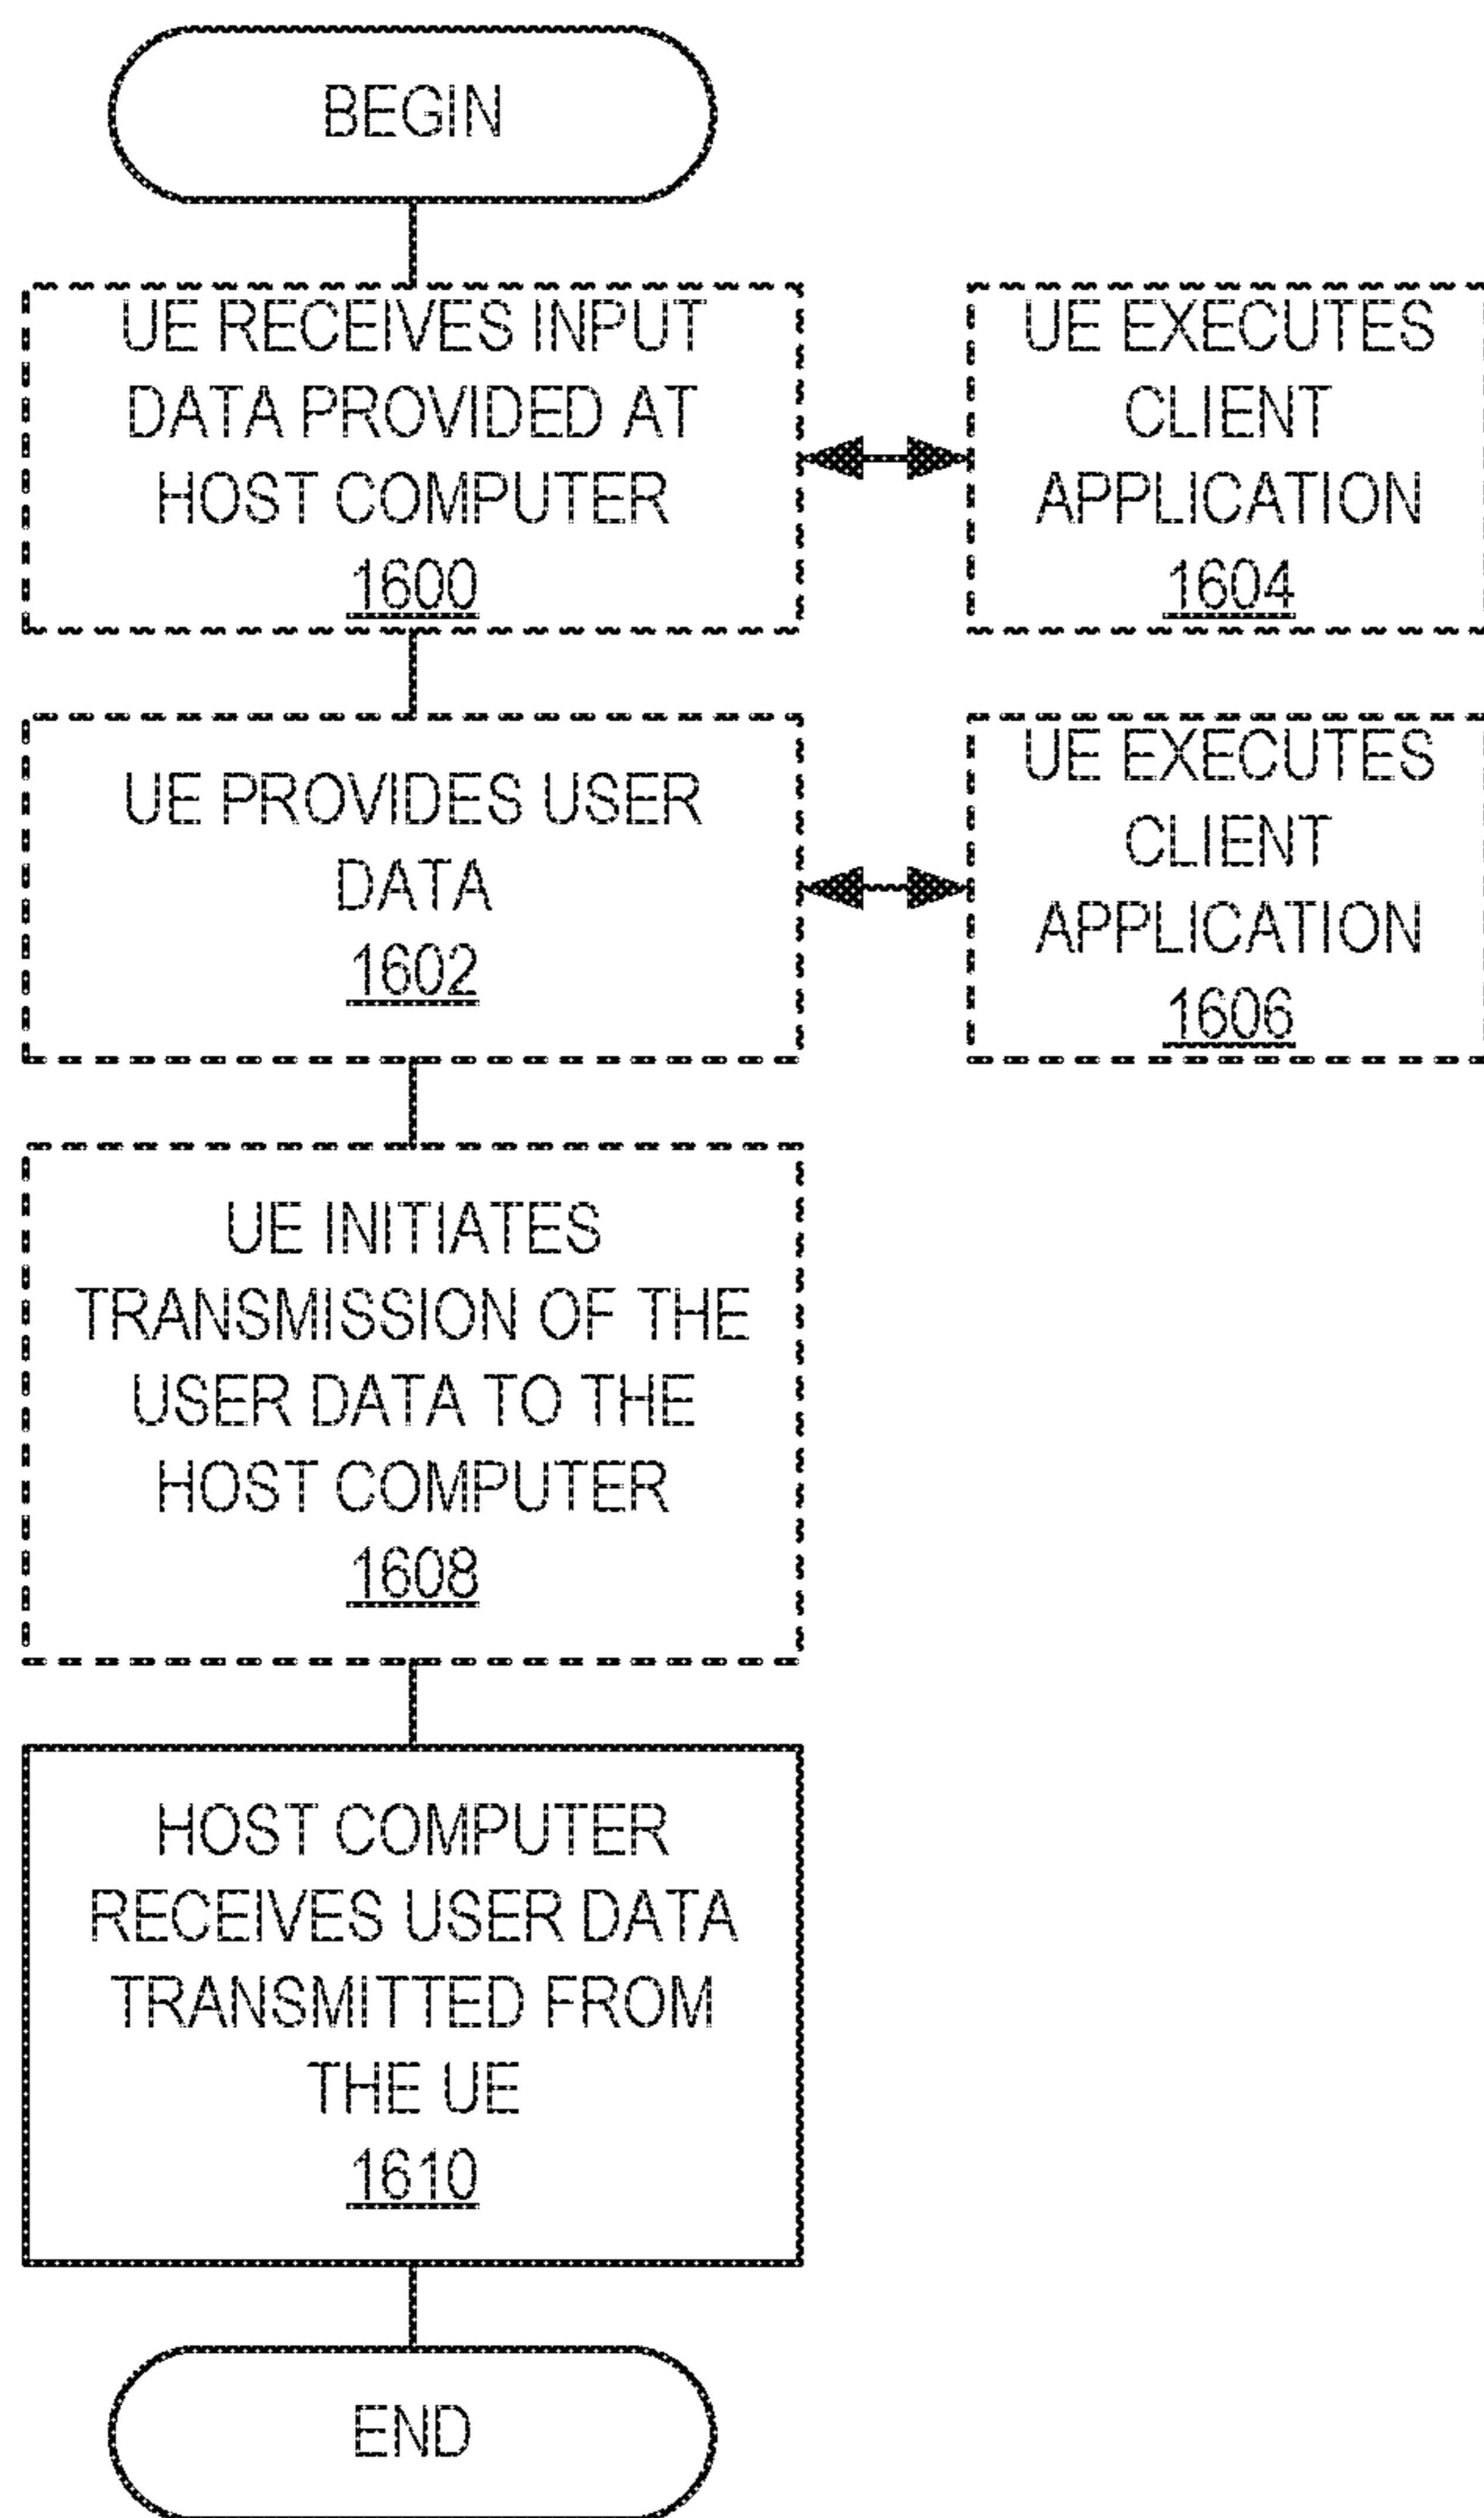 BEGIN
UE RECEIVES INPUT
DATA PROVIDED AT
HOST COMPUTER
1600
UE EXECUTES
CLIENT
APPLICATION
1604
UE PROVIDES USER
DATA
1602
UE EXECUTES
CLIENT
APPLICATION
1606
UE INITIATES
TRANSMISSION OF THE
USER DATA TO THE
HOST COMPUTER
1608
HOST COMPUTER
RECEIVES USER DATA
TRANSMITTED FROM
THE UE
1610
END